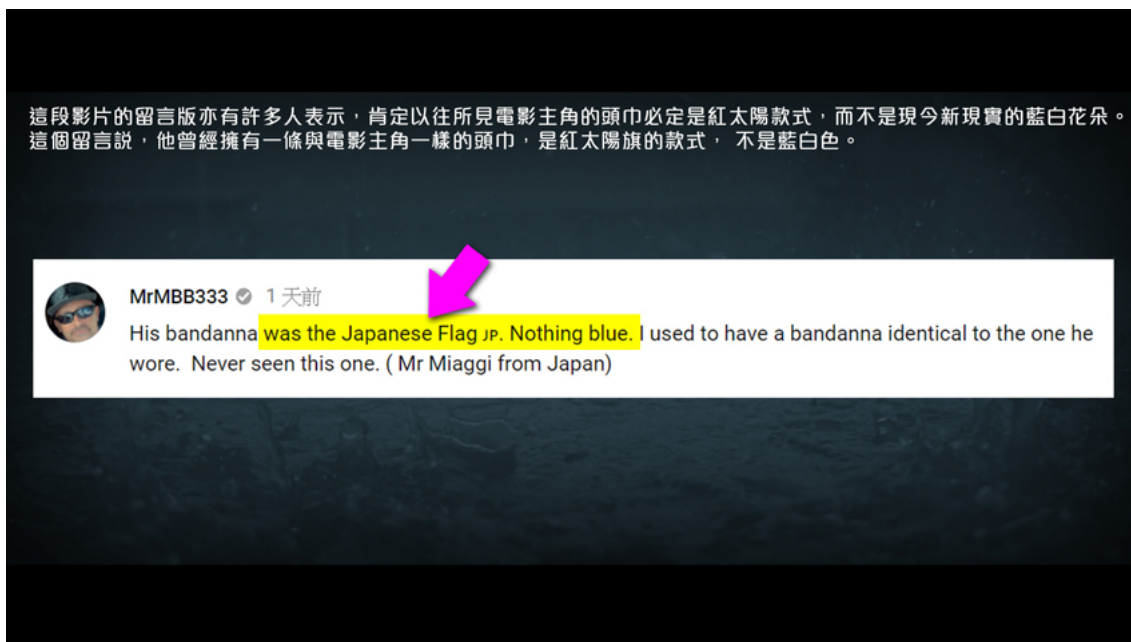 這段影片的留言版亦有許多人表示，肯定以往所見電影主角的頭巾必定是紅太陽款式，而不是現今新現實的藍白花朵。
這個留言說，他曾經擁有一條與電影主角一樣的頭巾，是紅太陽旗的款式， 不是藍白色。
MrMBB333 1 天前
His bandanna was the Japanese Flag JP. Nothing blue. I used to have a bandanna identical to the one he
wore. Never seen this one. ( Mr Miaggi from Japan)